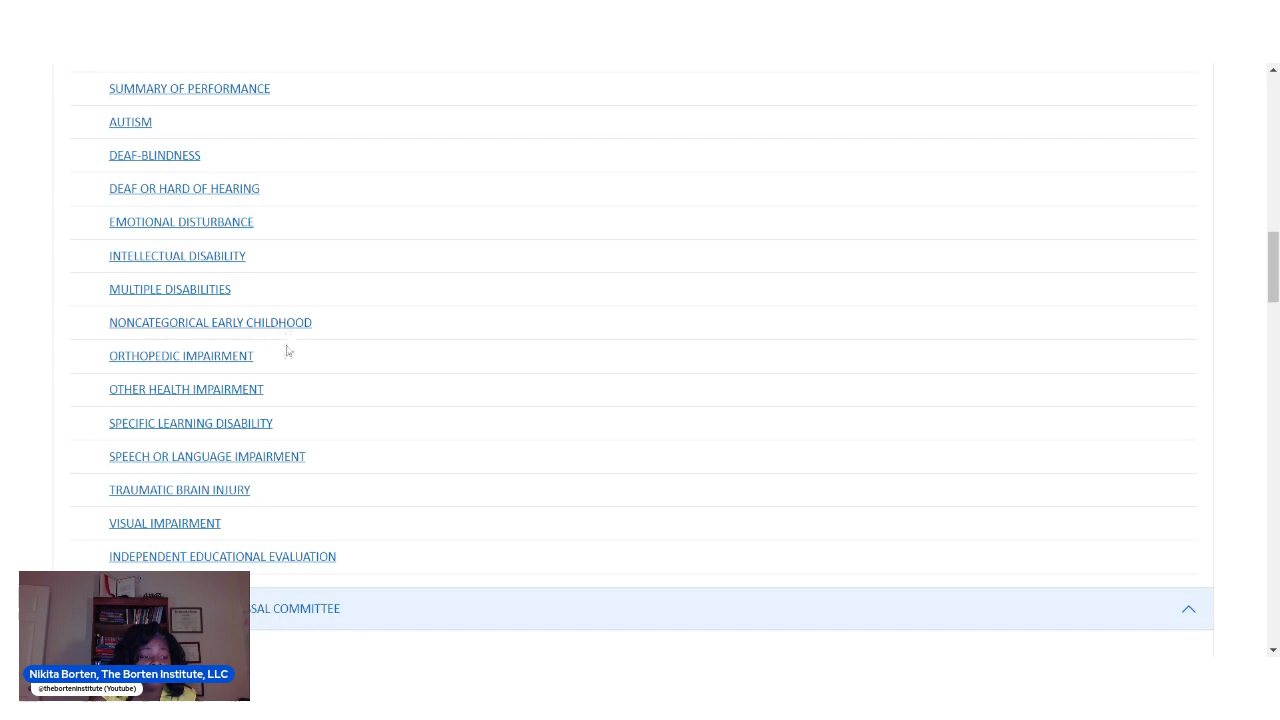 SUMMARY OF PERFORMANCE
AUTISM
DEAF-BLINDNESS
DEAF OR HARD OF HEARING
EMOTIONAL DISTURBANCE
INTELLECTUAL DISABILITY
MULTIPLE DISABILITIES
NONCATEGORICAL EARLY CHILDHOOD
ORTHOPEDIC IMPAIRMENT
OTHER HEALTH IMPAIRMENT
SPECIFIC LEARNING DISABILITY
SPEECH OR LANGUAGE IMPAIRMENT
TRAUMATIC BRAIN INJURY
VISUAL IMPAIRMENT
INDEPENDENT EDUCATIONAL EVALUATION
COMMITTEE
Nikita Borten, The Borten Institute, LLC
@theborteninstitute (Youtube)